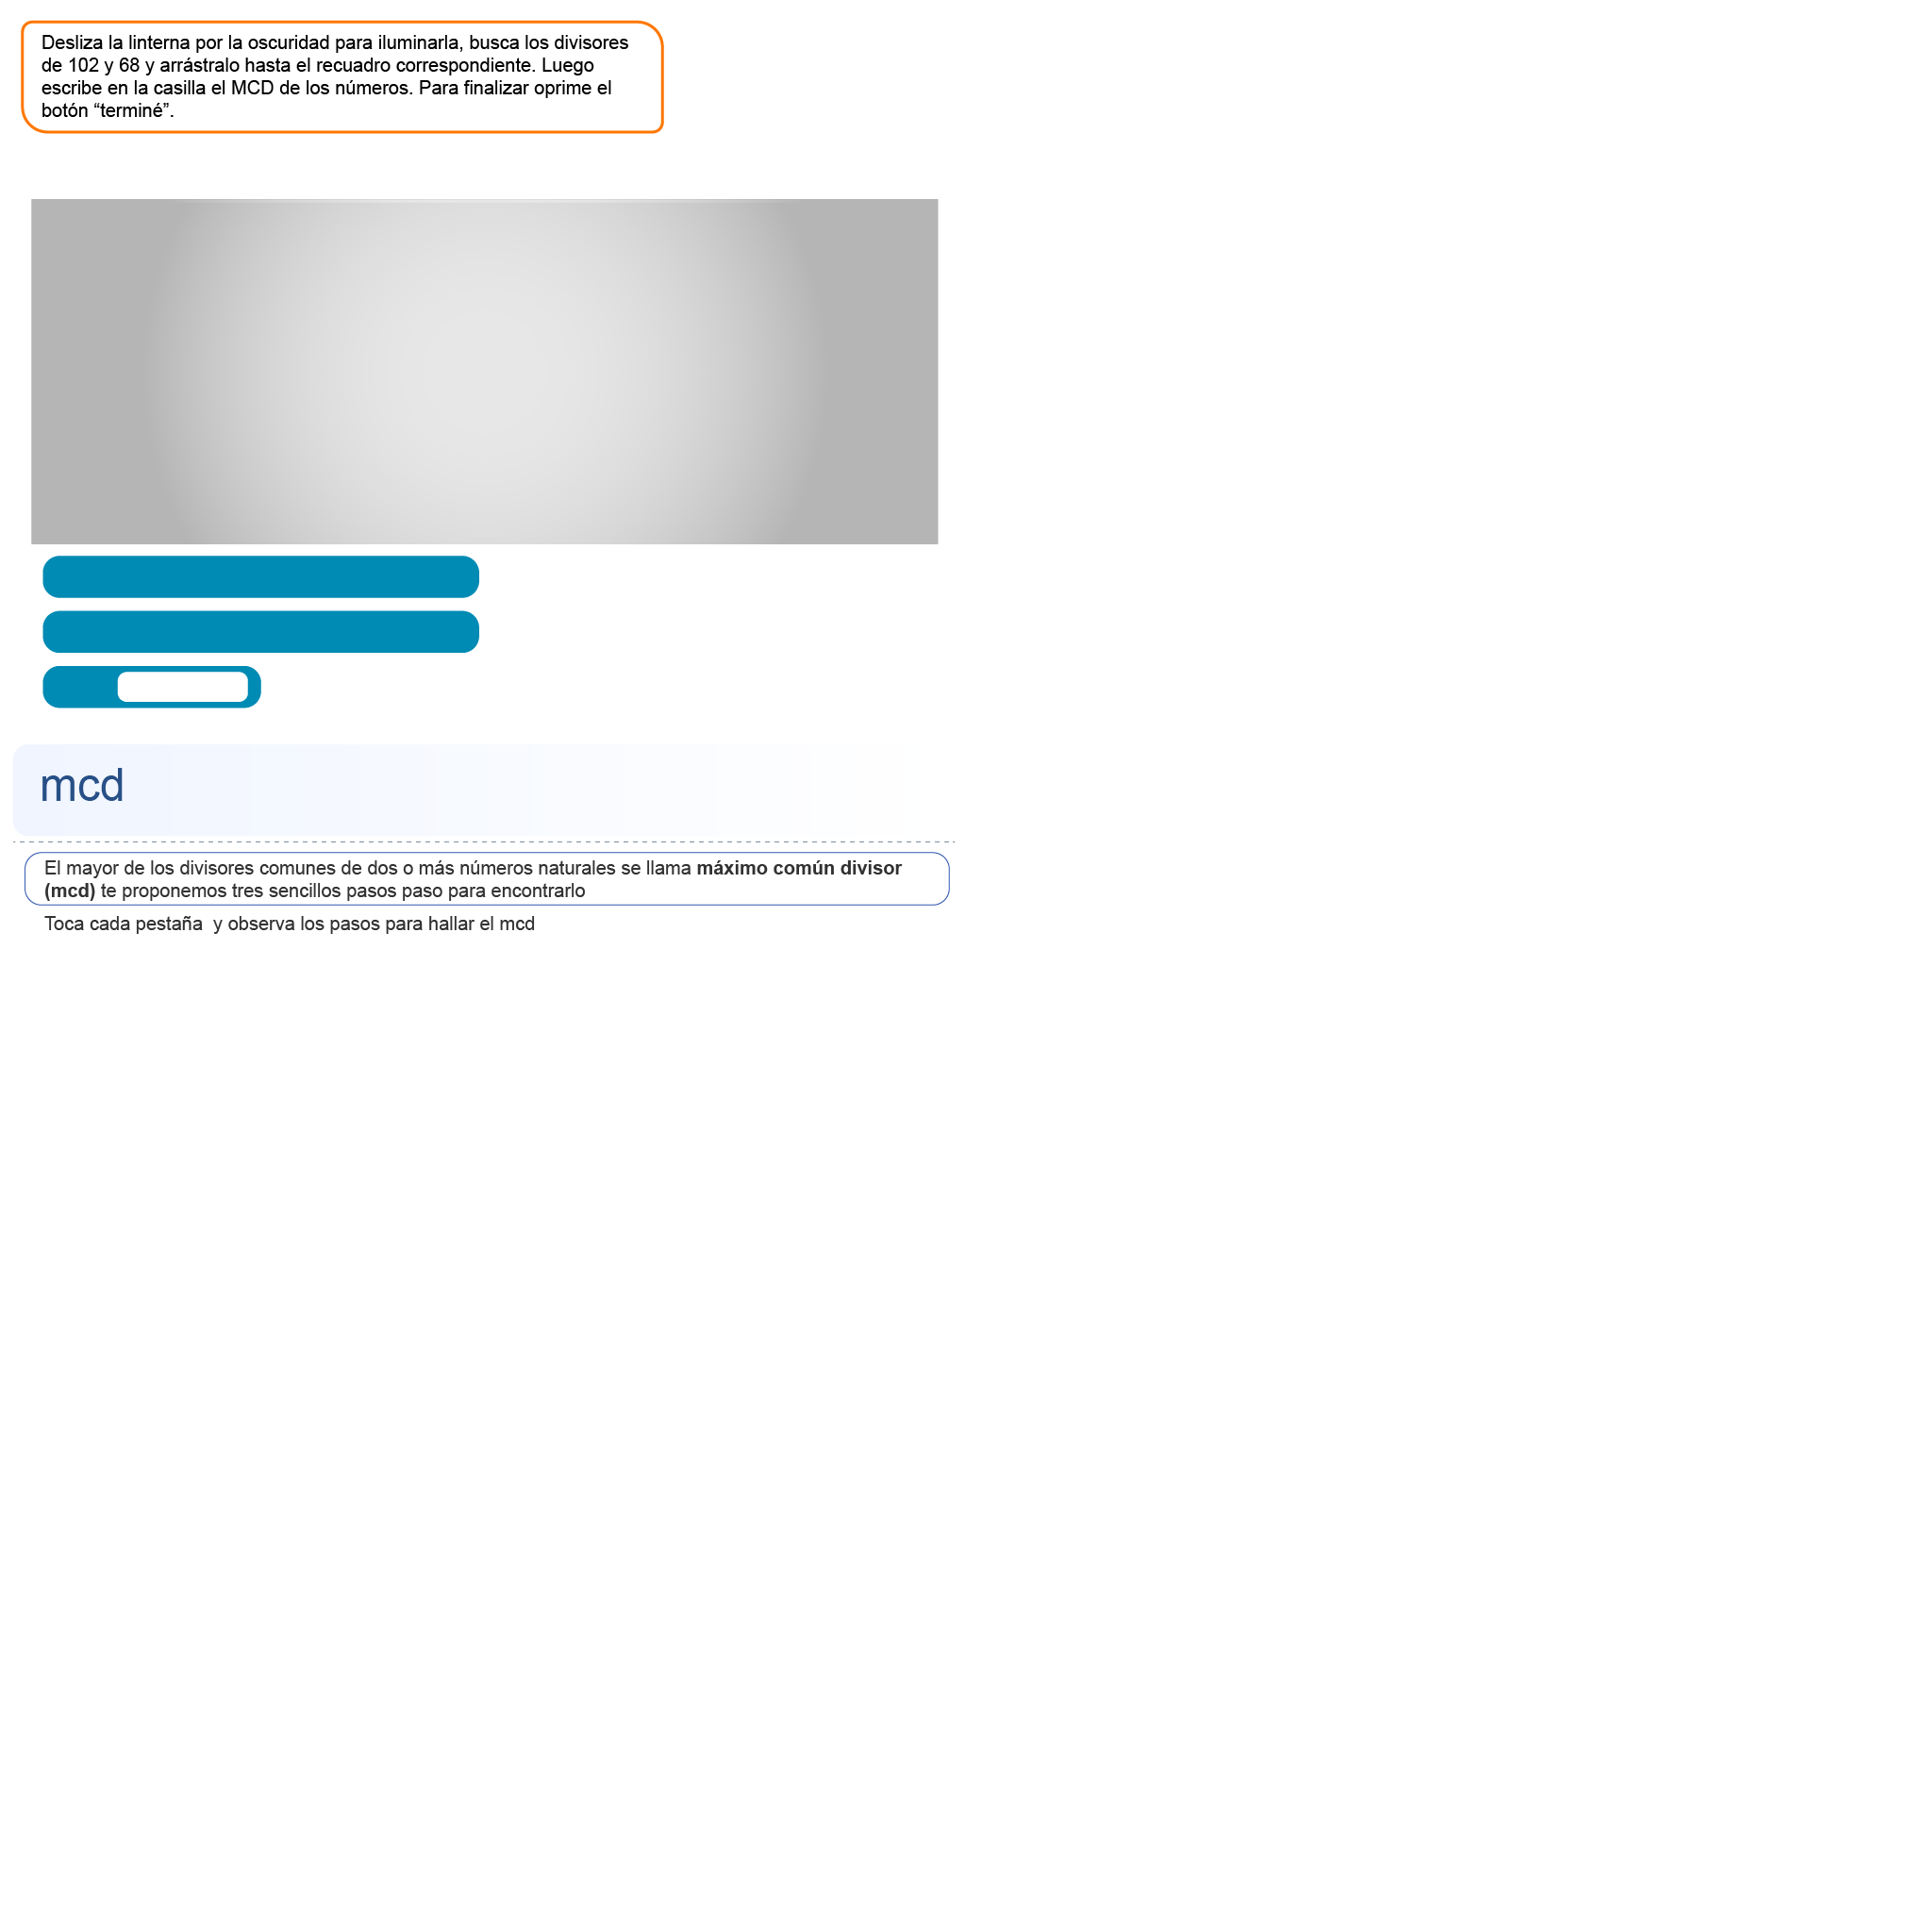 Desliza la linterna por la oscuridad para iluminarla, busca los divisores
de 102 y 68 y arrástralo hasta el recuadro correspondiente. Luego
escribe en la casilla el MCD de los números. Para finalizar oprime el
botón “terminé”.
mcd
El mayor de los divisores comunes de dos o más números naturales se llama máximo común divisor
(mcd) te proponemos tres sencillos pasos paso para encontrarlo
Toca cada pestaña  y observa los pasos para hallar el mcd